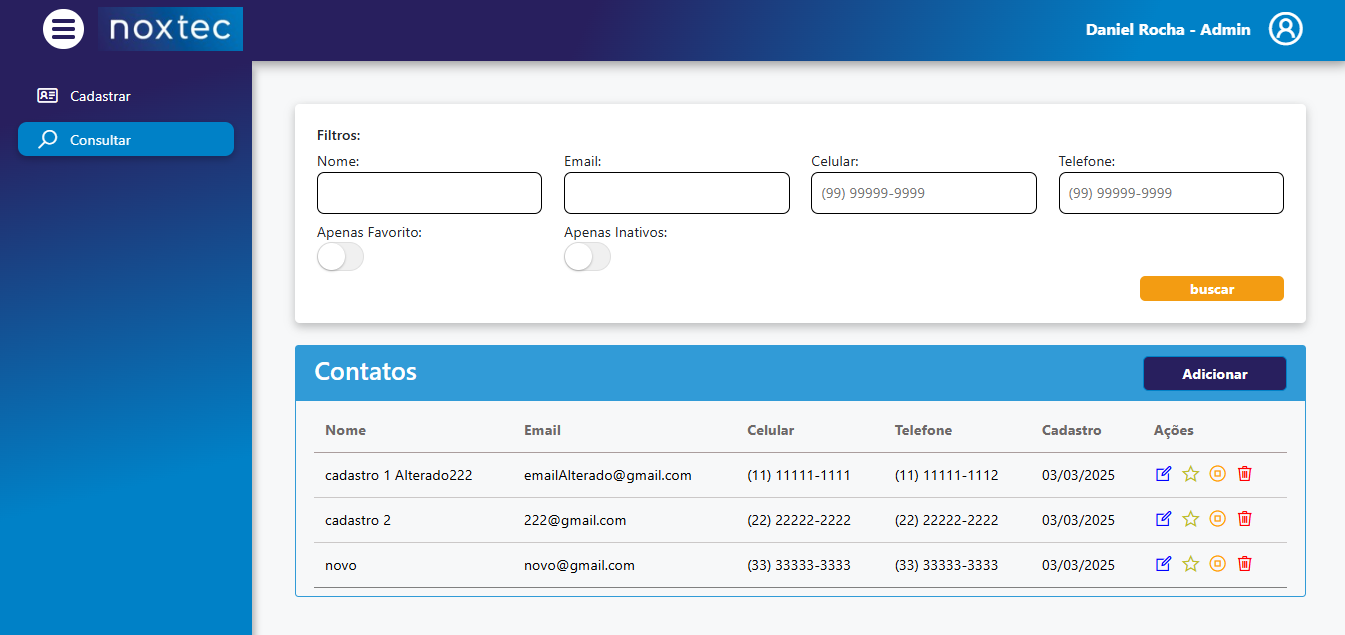 noxtec
Daniel Rocha - Admin
Cadastrar
Consultar
Filtros:
Nome: Email: Celular: Telefone:
(99) 99999-9999 (99) 99999-9999
Apenas Favorito: Apenas Inativos:
buscar
Contatos Adicionar
Nome Email Celular Telefone Cadastro Ações
cadastro 1 Alterado222 emailAlterado@gmail.com (11) 11111-1111 (11) 11111-1112 03/03/2025
cadastro 2 222@gmail.com (22) 22222-2222 (22) 22222-2222 03/03/2025
novo novo@gmail.com (33) 33333-3333 (33) 33333-3333 03/03/2025